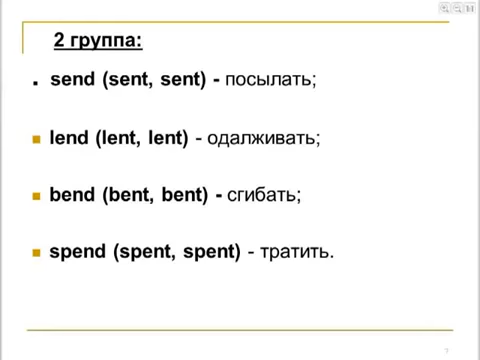 2 группа:
. send (sent, sent) - посылать;
lend (lent, lent) - одалживать;
bend (bent, bent) - сгибать;
spend (spent, spent) - тратить.